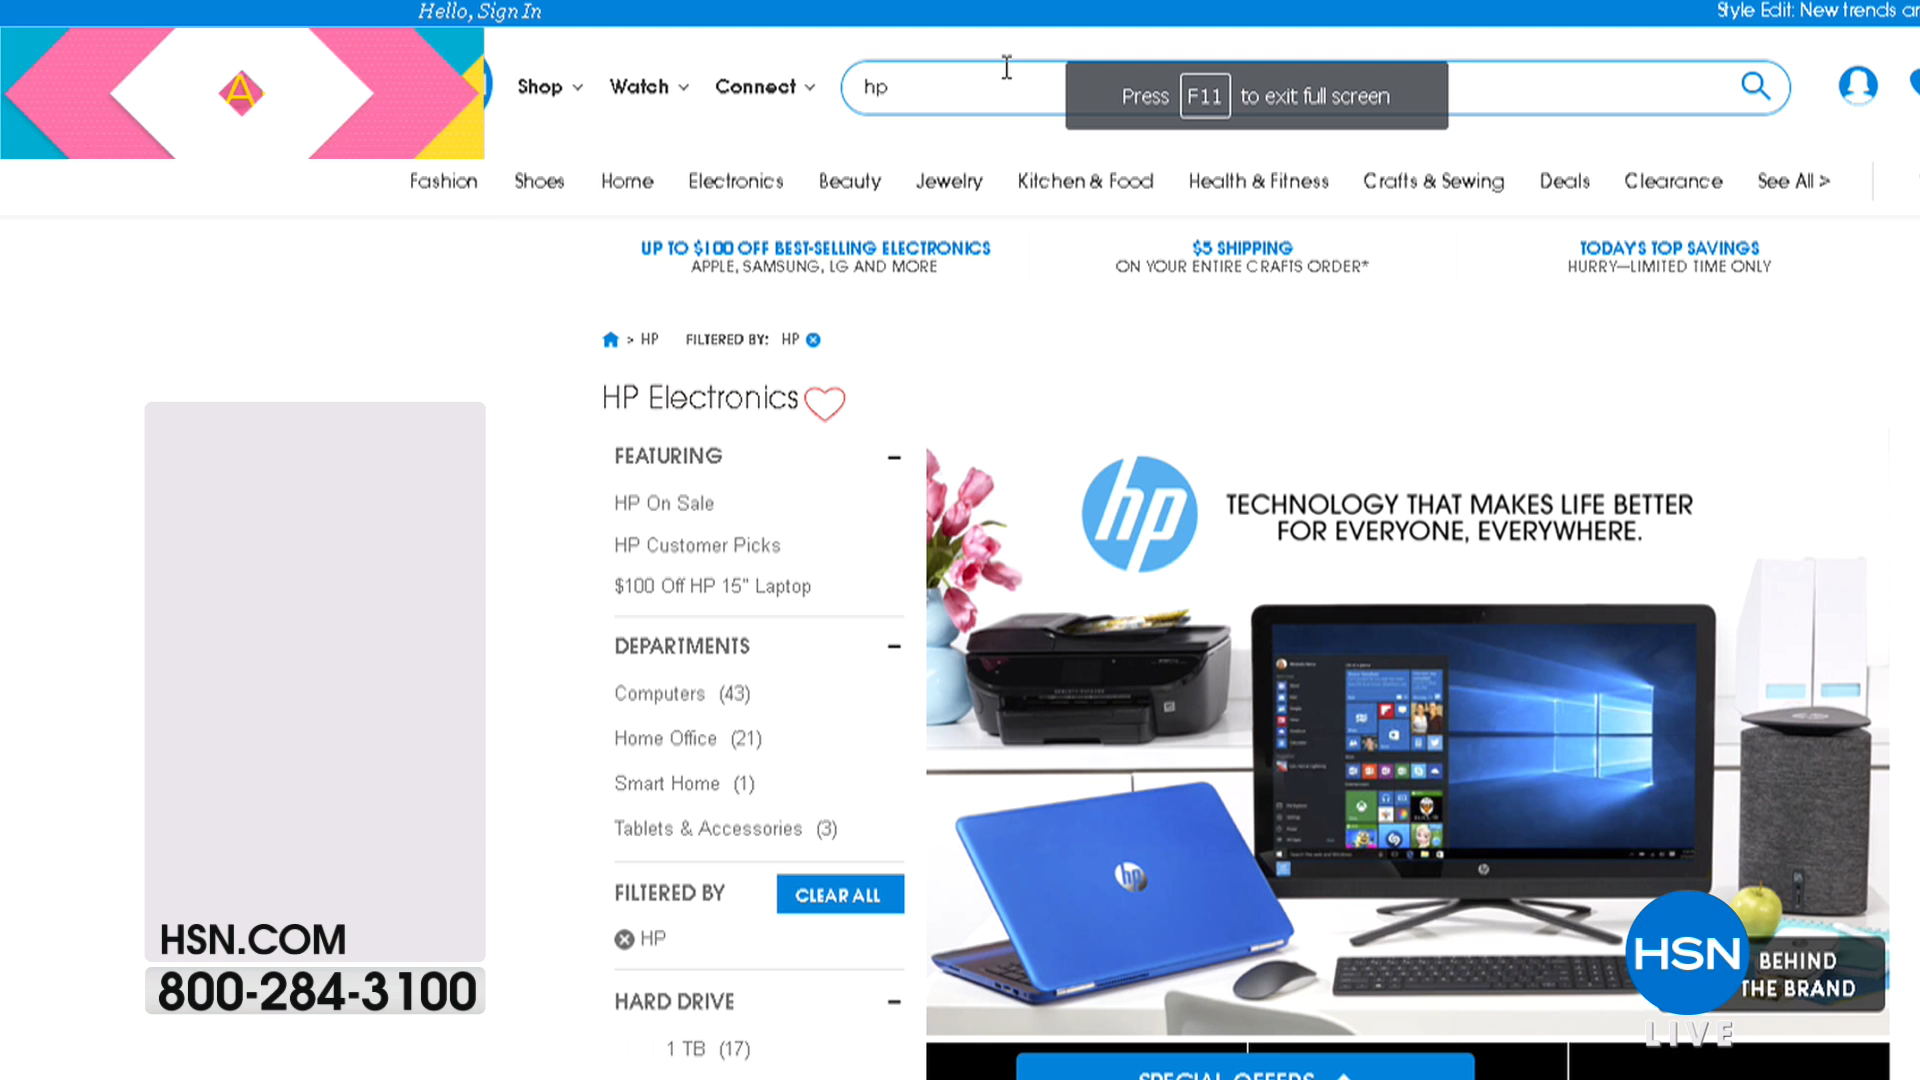 Hello, Sign In
Style Edit: New trends
A
Shop
Watch
Connect
hp
Press F11 to exit full screen
Fashion
Shoes
Home
Electronics
Beauty
Jewelry
Kitchen & Food
Health & Fitness
Crafts & Sewing
Deals
Clearance
See All >
UP TO $100 OFF BEST-SELLING ELECTRONICS
APPLE, SAMSUNG, LG AND MORE
$5 SHIPPING
ON YOUR ENTIRE CRAFTS ORDER*
TODAY'S TOP SAVINGS
HURRY—LIMITED TIME ONLY
> HP FILTERED BY: HP
HP Electronics
FEATURING
HP On Sale
HP Customer Picks
$100 Off HP 15" Laptop
DEPARTMENTS
Computers (43)
Home Office (21)
Smart Home (1)
Tablets & Accessories (3)
FILTERED BY
CLEAR ALL
HP
HARD DRIVE
1 TB (17)
hp
TECHNOLOGY THAT MAKES LIFE BETTER
FOR EVERYONE, EVERYWHERE.
hp
SPECIAL OFFERS
HSN.COM
800-284-3100
HSN
BEHIND
THE BRAND
LIVE